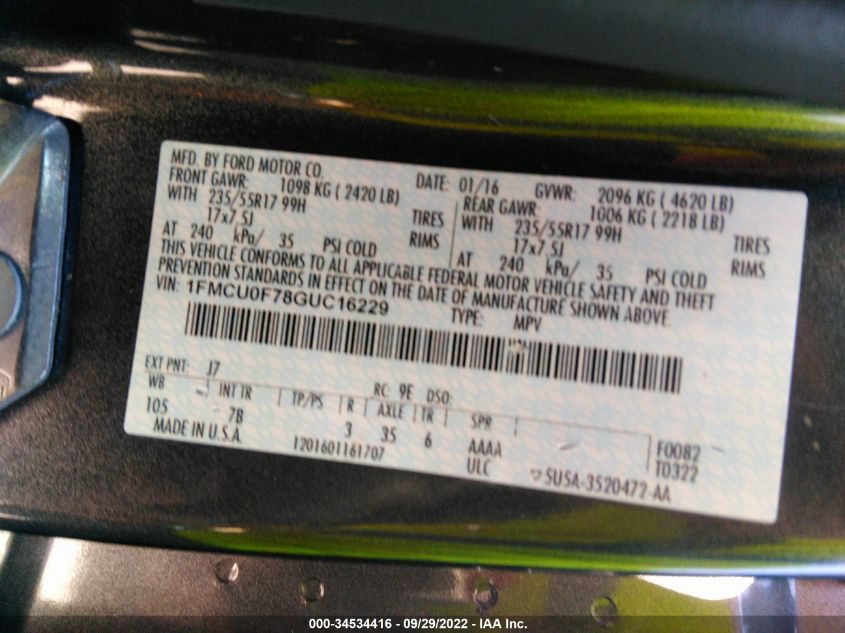 MFD. BY FORD MOTOR CO. DATE: 01/16 GVWR: 2096 KG ( 4620 LB)
FRONT GAWR: 1098 KG ( 2420 LB) REAR GAWR: 1006 KG ( 2218 LB)
WITH 235/55R17 99H TIRES WITH 235/55R17 99H TIRES
17x7.5J RIMS 17x7.5J RIMS
AT 240 kPa/ 35 PSI COLD AT 240 kPa/ 35 PSI COLD
THIS VEHICLE CONFORMS TO ALL APPLICABLE FEDERAL MOTOR VEHICLE SAFETY AND THEFT
PREVENTION STANDARDS IN EFFECT ON THE DATE OF MANUFACTURE SHOWN ABOVE.
VIN: 1FMCU0F78GUC16229 TYPE: MPV
EXT PNT: J7 RC: 9E DSO:
WB INT TR TP/PS R AXLE TR SPR
105 7B 3 35 6 AAAA F0082
MADE IN U.S.A. 1201601161707 ULC T0322
5U5A-3520472-AA
000-34534416 - 09/29/2022 - IAA Inc.